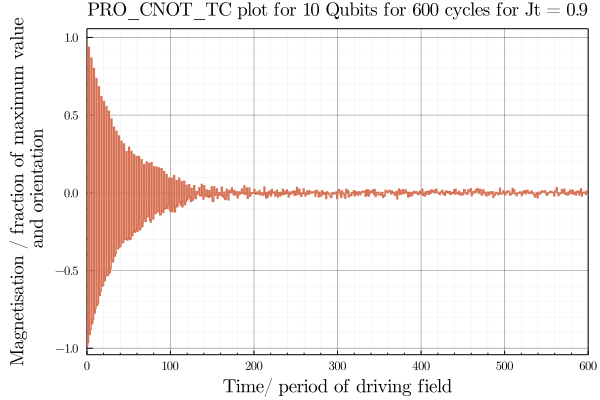 PRO_CNOT_TC plot for 10 Qubits for 600 cycles for Jt = 0.9
Magnetisation / fraction of maximum value
and orientation
1.0
0.5
0.0
−0.5
−1.0
0 100 200 300 400 500 600
Time/ period of driving field